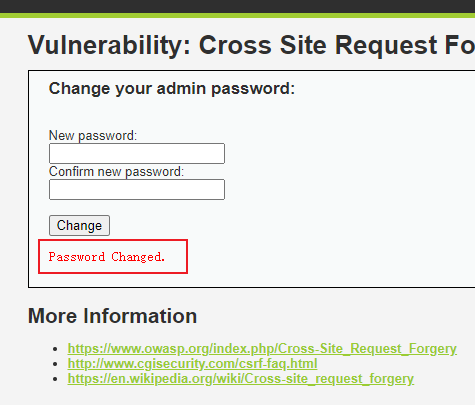 Vulnerability: Cross Site Request Fo
Change your admin password:
New password:
Confirm new password:
Change
Password Changed.
More Information
https://www.owasp.org/index.php/Cross-Site_Request_Forgery
http://www.cgisecurity.com/csrf-faq.html
https://en.wikipedia.org/wiki/Cross-site_request_forgery